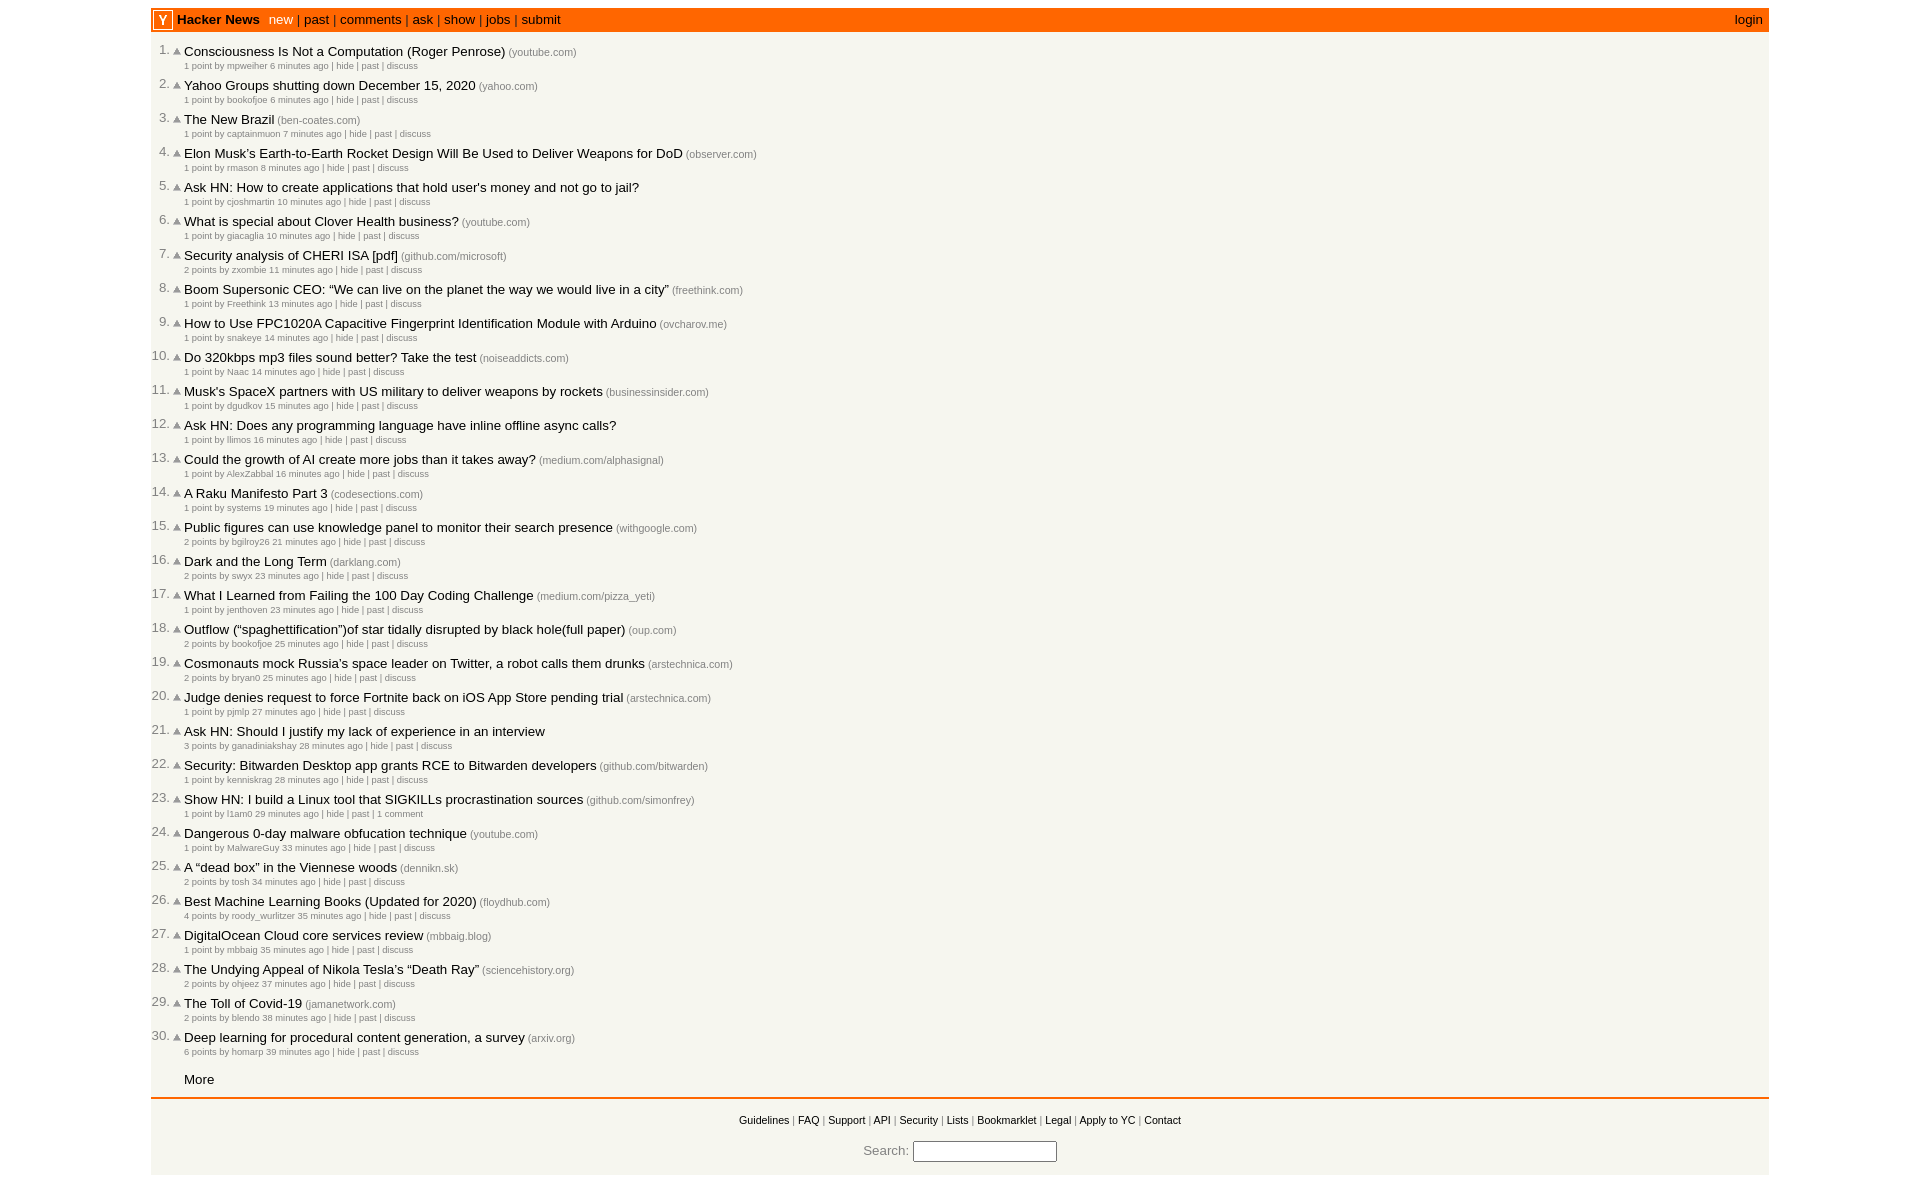 Y Hacker News new | past | comments | ask | show | jobs | submit login
1. Consciousness Is Not a Computation (Roger Penrose) (youtube.com)
1 point by mpweiher 6 minutes ago | hide | past | discuss
2. Yahoo Groups shutting down December 15, 2020 (yahoo.com)
1 point by bookofjoe 6 minutes ago | hide | past | discuss
3. The New Brazil (ben-coates.com)
1 point by captainmuon 7 minutes ago | hide | past | discuss
4. Elon Musk’s Earth-to-Earth Rocket Design Will Be Used to Deliver Weapons for DoD (observer.com)
1 point by rmason 8 minutes ago | hide | past | discuss
5. Ask HN: How to create applications that hold user's money and not go to jail?
1 point by cjoshmartin 10 minutes ago | hide | past | discuss
6. What is special about Clover Health business? (youtube.com)
1 point by giacaglia 10 minutes ago | hide | past | discuss
7. Security analysis of CHERI ISA [pdf] (github.com/microsoft)
2 points by zxombie 11 minutes ago | hide | past | discuss
8. Boom Supersonic CEO: “We can live on the planet the way we would live in a city” (freethink.com)
1 point by Freethink 13 minutes ago | hide | past | discuss
9. How to Use FPC1020A Capacitive Fingerprint Identification Module with Arduino (ovcharov.me)
1 point by snakeye 14 minutes ago | hide | past | discuss
10. Do 320kbps mp3 files sound better? Take the test (noiseaddicts.com)
1 point by Naac 14 minutes ago | hide | past | discuss
11. Musk's SpaceX partners with US military to deliver weapons by rockets (businessinsider.com)
1 point by dgudkov 15 minutes ago | hide | past | discuss
12. Ask HN: Does any programming language have inline offline async calls?
1 point by llimos 16 minutes ago | hide | past | discuss
13. Could the growth of AI create more jobs than it takes away? (medium.com/alphasignal)
1 point by AlexZabbal 16 minutes ago | hide | past | discuss
14. A Raku Manifesto Part 3 (codesections.com)
1 point by systems 19 minutes ago | hide | past | discuss
15. Public figures can use knowledge panel to monitor their search presence (withgoogle.com)
2 points by bgilroy26 21 minutes ago | hide | past | discuss
16. Dark and the Long Term (darklang.com)
2 points by swyx 23 minutes ago | hide | past | discuss
17. What I Learned from Failing the 100 Day Coding Challenge (medium.com/pizza_yeti)
1 point by jenthoven 23 minutes ago | hide | past | discuss
18. Outflow (“spaghettification”)of star tidally disrupted by black hole(full paper) (oup.com)
2 points by bookofjoe 25 minutes ago | hide | past | discuss
19. Cosmonauts mock Russia’s space leader on Twitter, a robot calls them drunks (arstechnica.com)
2 points by bryan0 25 minutes ago | hide | past | discuss
20. Judge denies request to force Fortnite back on iOS App Store pending trial (arstechnica.com)
1 point by pjmlp 27 minutes ago | hide | past | discuss
21. Ask HN: Should I justify my lack of experience in an interview
3 points by ganadiniakshay 28 minutes ago | hide | past | discuss
22. Security: Bitwarden Desktop app grants RCE to Bitwarden developers (github.com/bitwarden)
1 point by kenniskrag 28 minutes ago | hide | past | discuss
23. Show HN: I build a Linux tool that SIGKILLs procrastination sources (github.com/simonfrey)
1 point by l1am0 29 minutes ago | hide | past | 1 comment
24. Dangerous 0-day malware obfucation technique (youtube.com)
1 point by MalwareGuy 33 minutes ago | hide | past | discuss
25. A “dead box” in the Viennese woods (dennikn.sk)
2 points by tosh 34 minutes ago | hide | past | discuss
26. Best Machine Learning Books (Updated for 2020) (floydhub.com)
4 points by roody_wurlitzer 35 minutes ago | hide | past | discuss
27. DigitalOcean Cloud core services review (mbbaig.blog)
1 point by mbbaig 35 minutes ago | hide | past | discuss
28. The Undying Appeal of Nikola Tesla’s “Death Ray” (sciencehistory.org)
2 points by ohjeez 37 minutes ago | hide | past | discuss
29. The Toll of Covid-19 (jamanetwork.com)
2 points by blendo 38 minutes ago | hide | past | discuss
30. Deep learning for procedural content generation, a survey (arxiv.org)
6 points by homarp 39 minutes ago | hide | past | discuss
More
Guidelines | FAQ | Support | API | Security | Lists | Bookmarklet | Legal | Apply to YC | Contact
Search: